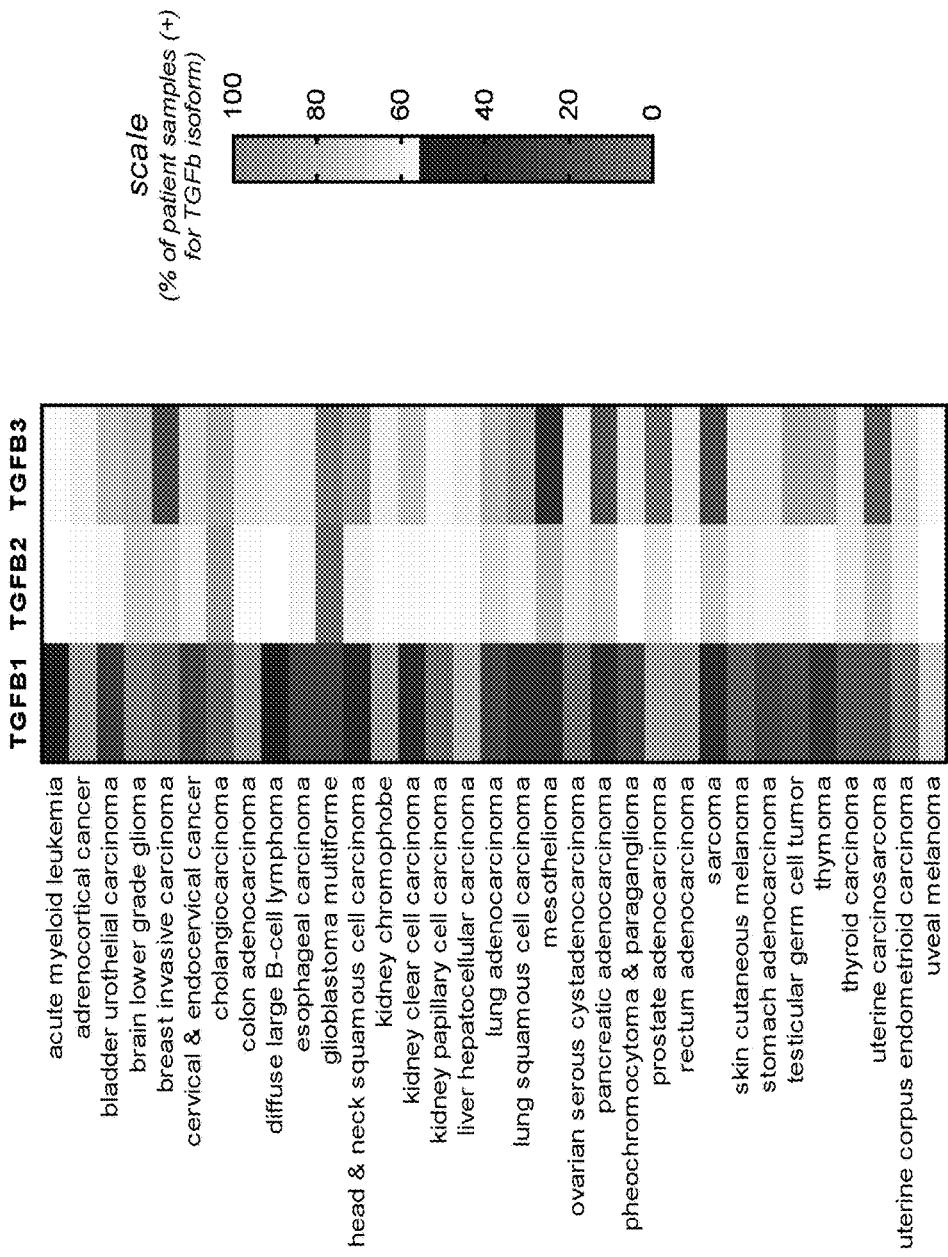 TGFB1 TGFB2 TGFB3
acute myeloid leukemia
adrenocortical cancer
bladder urothelial carcinoma
brain lower grade glioma
breast invasive carcinoma
cervical & endocervical cancer
cholangiocarcinoma
colon adenocarcinoma
diffuse large B-cell lymphoma
esophageal carcinoma
glioblastoma multiforme
head & neck squamous cell carcinoma
kidney chromophobe
kidney clear cell carcinoma
kidney papillary cell carcinoma
liver hepatocellular carcinoma
lung adenocarcinoma
lung squamous cell carcinoma
mesothelioma
ovarian serous cystadenocarcinoma
pancreatic adenocarcinoma
pheochromocytoma & paraganglioma
prostate adenocarcinoma
rectum adenocarcinoma
sarcoma
skin cutaneous melanoma
stomach adenocarcinoma
testicular germ cell tumor
thymoma
thyroid carcinoma
uterine carcinosarcoma
uterine corpus endometrioid carcinoma
uveal melanoma
scale
(% of patient samples (+)
for TGFb isoform)
100
80
60
40
20
0